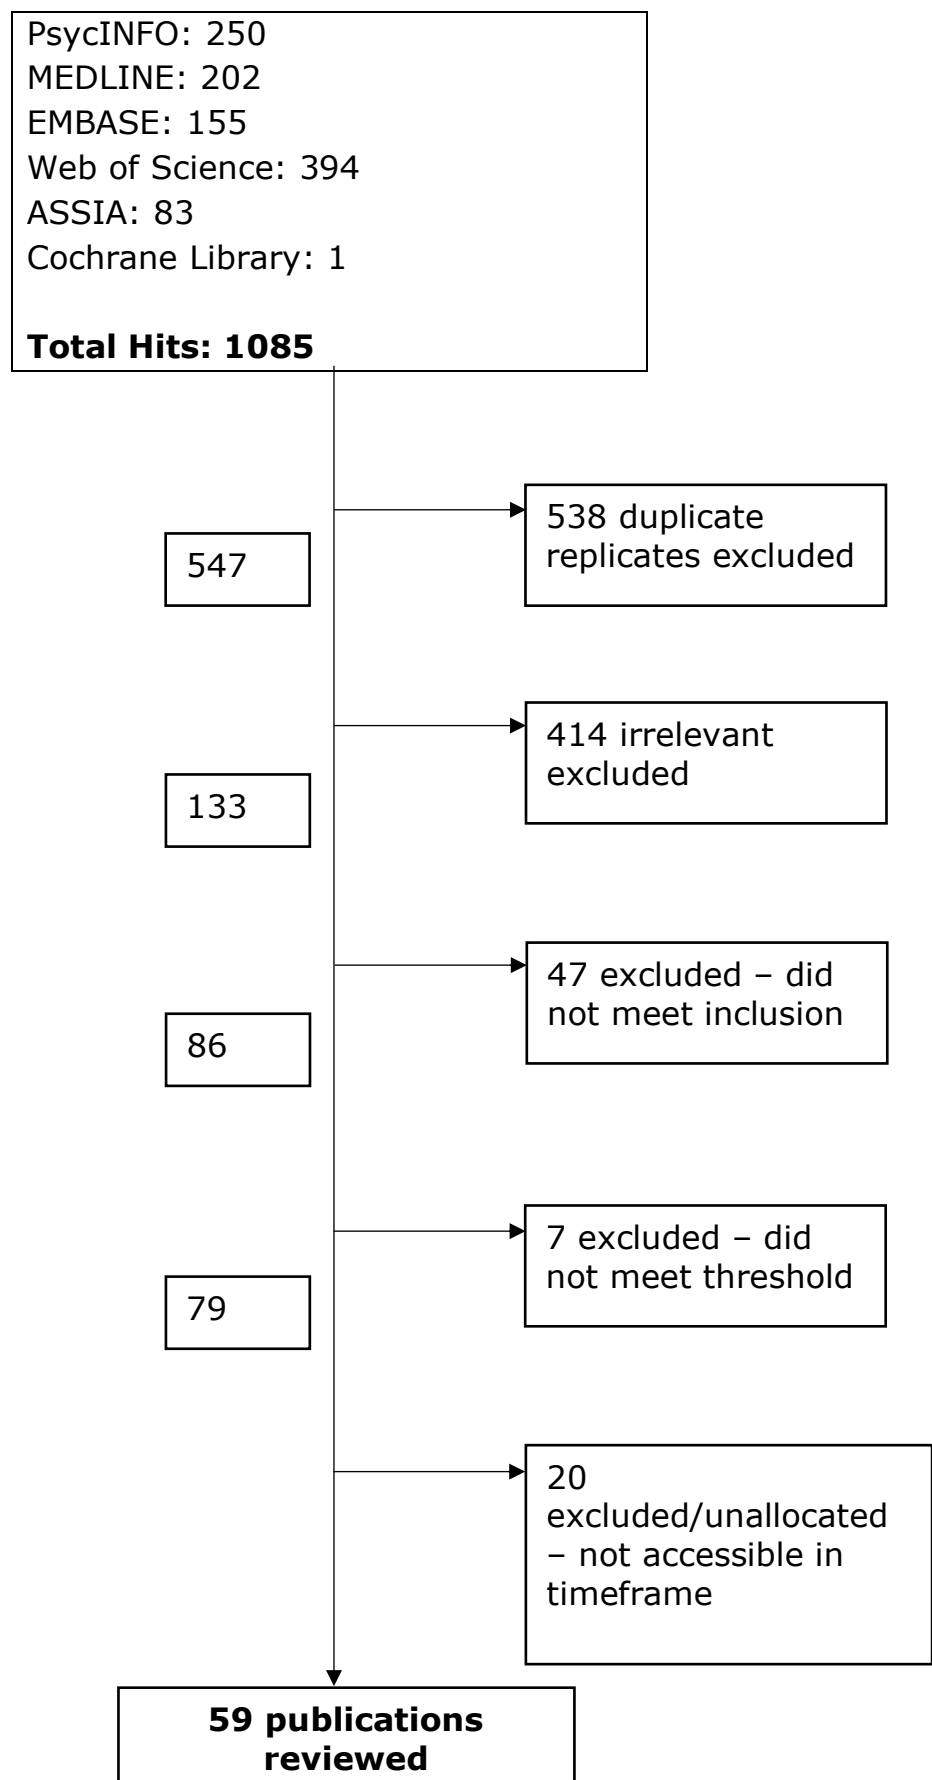 PsycINFO: 250
MEDLINE: 202
EMBASE: 155
Web of Science: 394
ASSIA: 83
Cochrane Library: 1
Total Hits: 1085
538 duplicate
replicates excluded
547
414 irrelevant
excluded
133
47 excluded – did
not meet inclusion
86
7 excluded – did
not meet threshold
79
20
excluded/unallocated
– not accessible in
timeframe
59 publications
reviewed